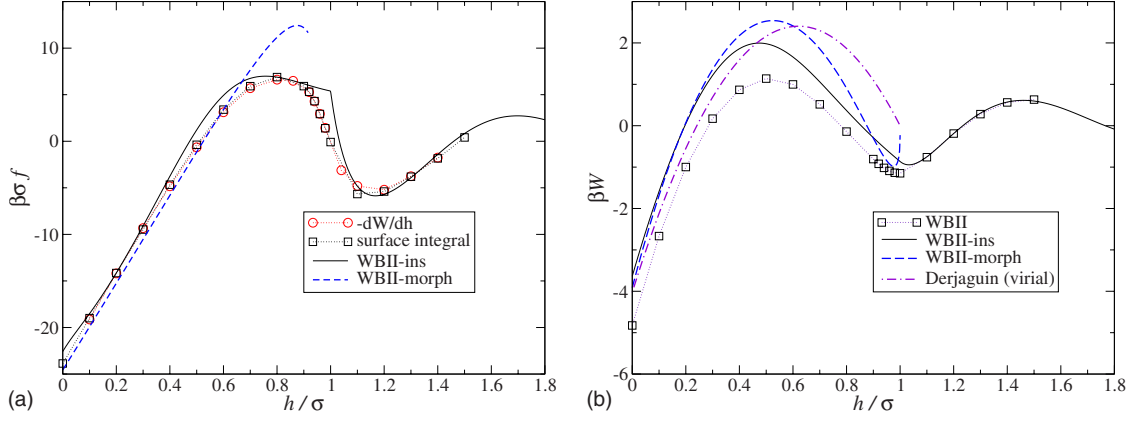 10
0
-10
-20
βσf
-dW/dh
surface integral
WBII-ins
WBII-morph
0 0.2 0.4 0.6 0.8 1 1.2 1.4 1.6 1.8
(a)
h/σ
2
0
-2
-4
-6
βW
WBII
WBII-ins
WBII-morph
Derjaguin (virial)
0 0.2 0.4 0.6 0.8 1 1.2 1.4 1.6 1.8
(b)
h/σ